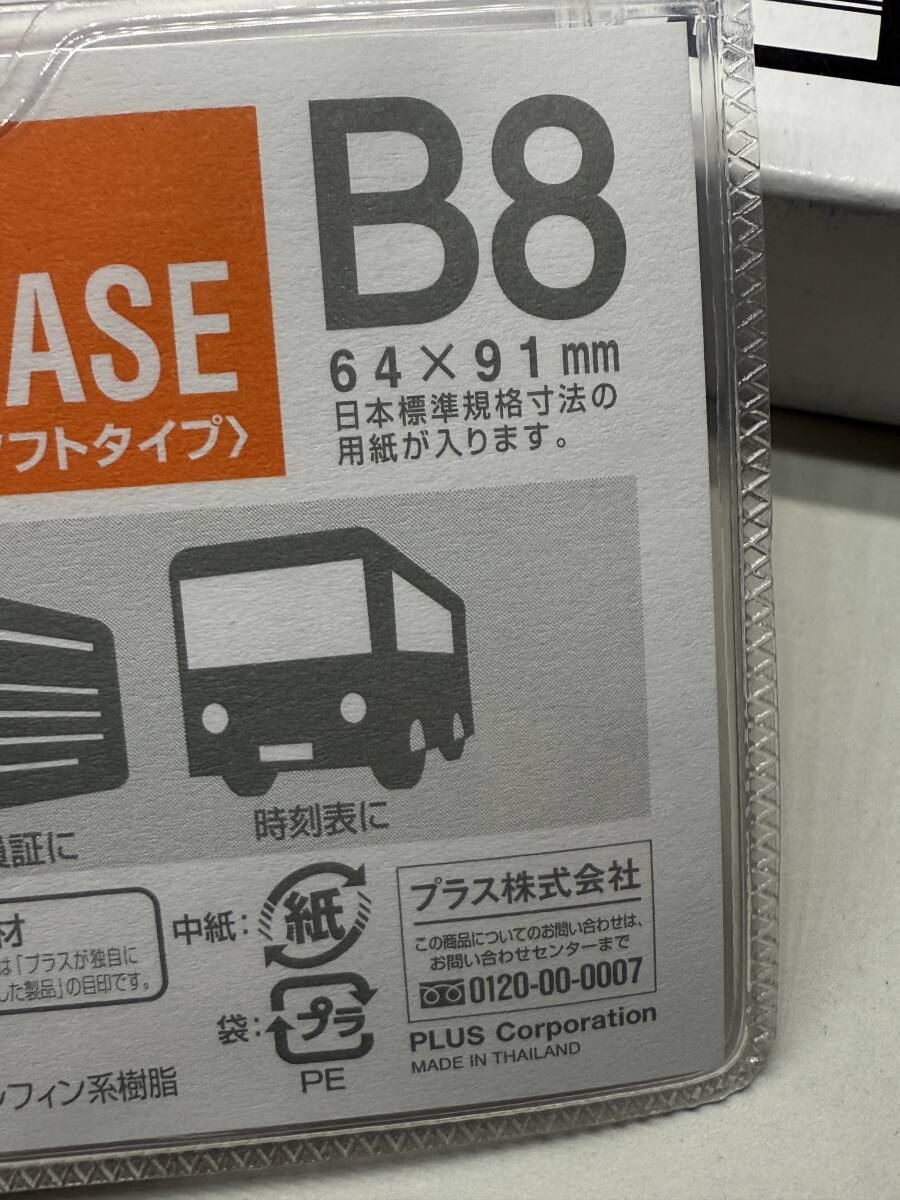 B8
ASE
フトタイプ〉
64×91mm
日本標準規格寸法の
用紙が入ります。
証に
時刻表に
材
は「プラスが独自に
した製品」の目印です。
中紙:
紙
袋:
プラ
PE
フィン系樹脂
プラス株式会社
この商品についてのお問い合わせは、
お問い合わせセンターまで
0120-00-0007
PLUS Corporation
MADE IN THAILAND